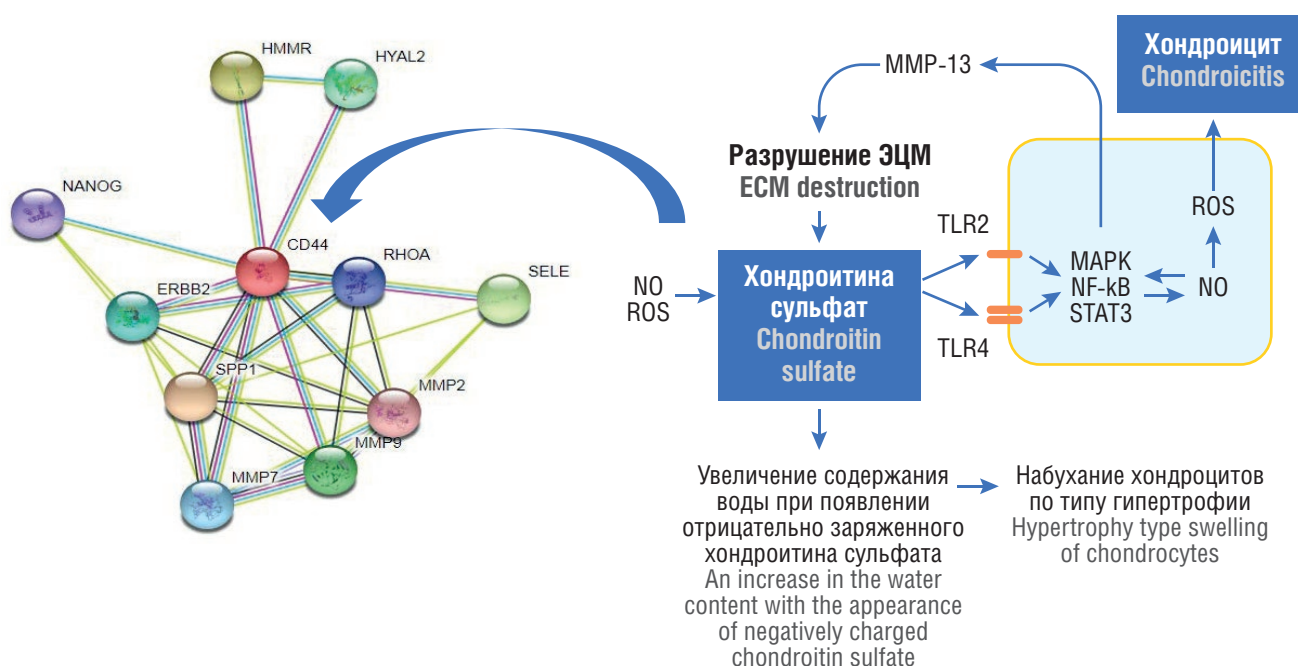 HMMR
HYAL2
NANOG
CD44
RHOA
SELE
ERBB2
SPP1
MMP2
MMP9
MMP7
Хондроицит
Chondroicitis
MMP-13
Разрушение ЭЦМ
ECM destruction
TLR2
ROS
NO
ROS
Хондроитина
сульфат
Chondroitin
sulfate
MAPK
NF-kB
STAT3
NO
TLR4
Увеличение содержания
воды при появлении
отрицательно заряженного
хондроитина сульфата
An increase in the water
content with the appearance
of negatively charged
chondroitin sulfate
Набухание хондроцитов
по типу гипертрофии
Hypertrophy type swelling
of chondrocytes